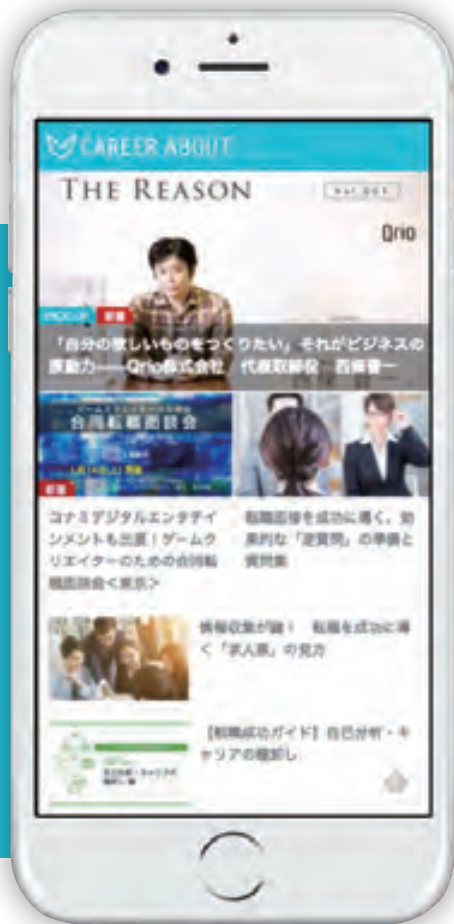 CAREER ABOUT
THE REASON
Qrio
PICK UP 新着
「自分の欲しいものをつくりたい」それがビジネスの
原動力――Qrio株式会社 代表取締役 西條晋一
合同転職面談会
新着
コナミデジタルエンタテイ
ンメントも出展！ゲームク
リエイターのための合同転
職面談会＜東京＞
転職面接を成功に導く、効
果的な「逆質問」の準備と
質問集
情報収集が鍵！ 転職を成功に導
く「求人票」の見方
【転職成功ガイド】自己分析・キ
ャリアの棚卸し